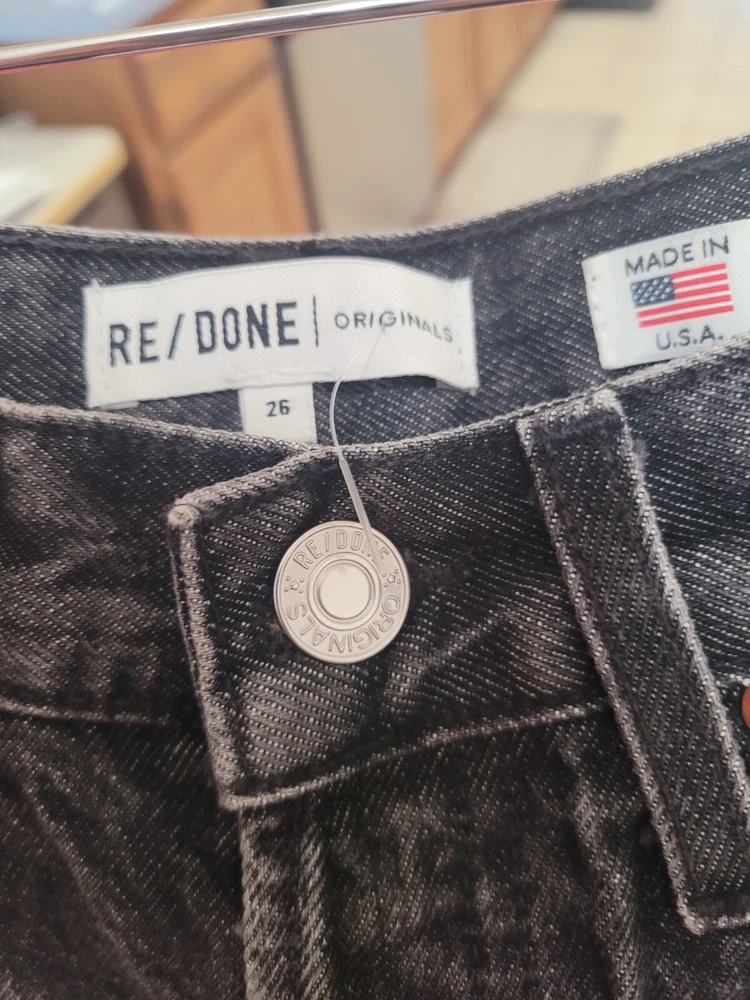 RE/DONE | ORIGINALS
26
MADE IN
U.S.A.
RE/DONE
ORIGINALS